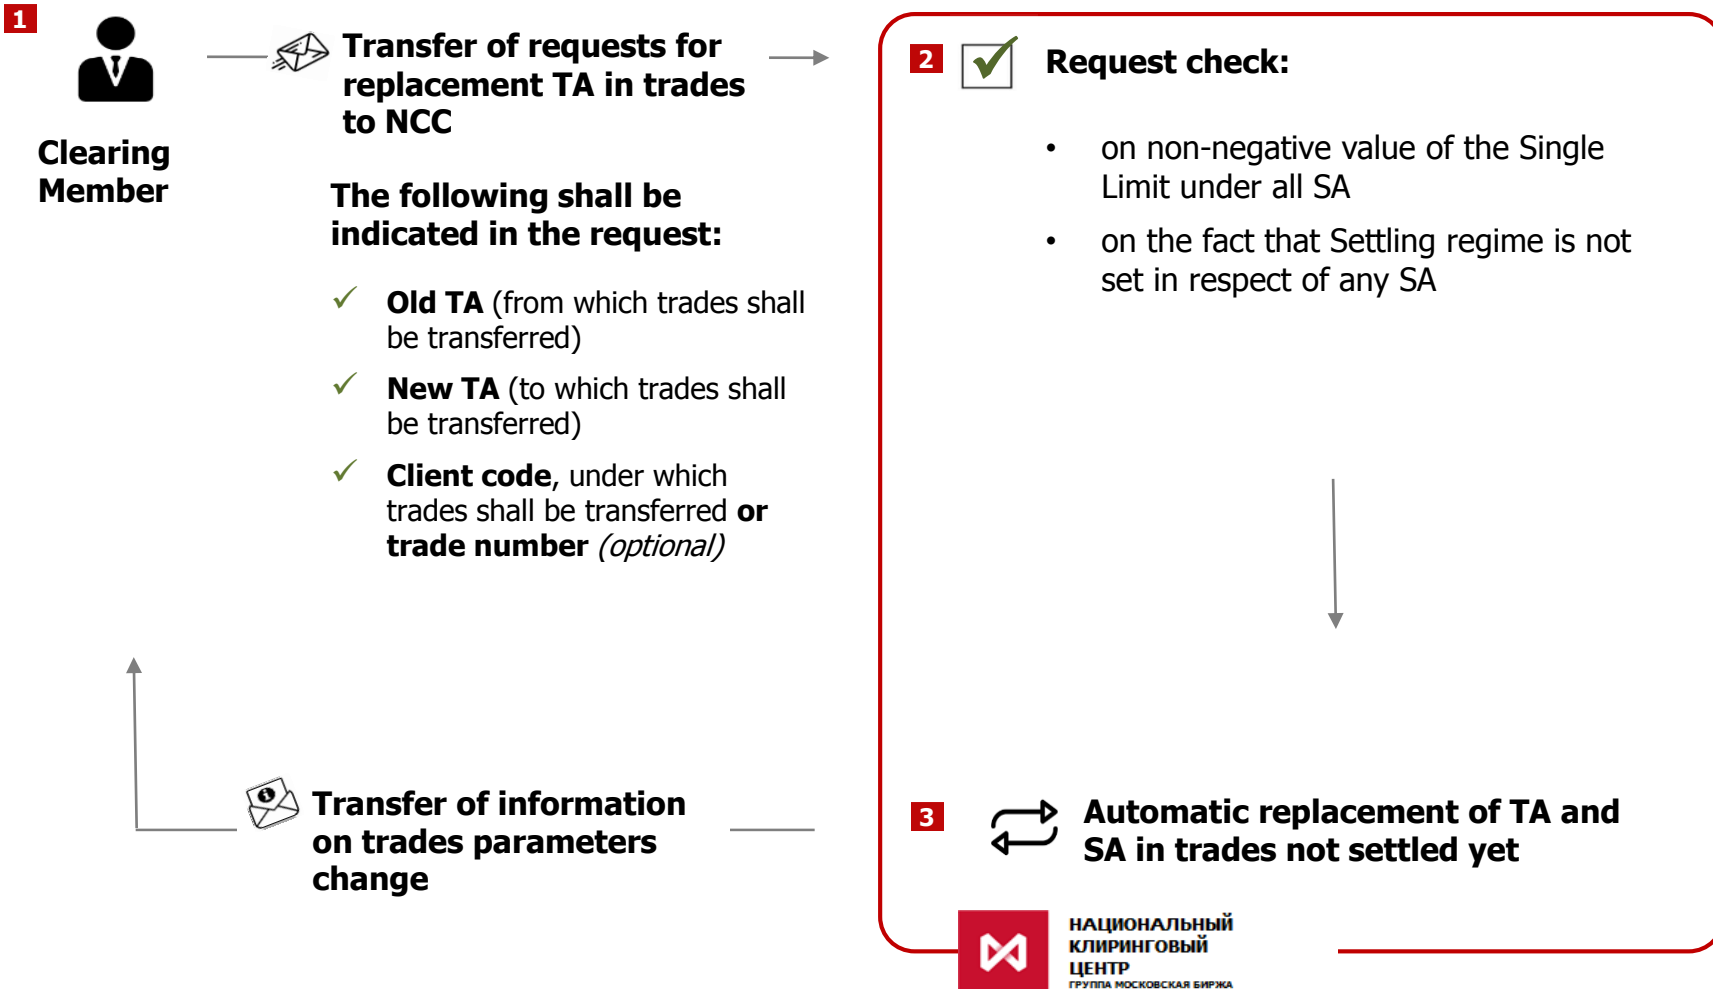 1
Clearing
Member
Transfer of requests for
replacement TA in trades
to NCC
The following shall be
indicated in the request:
Old TA (from which trades shall
be transferred)
New TA (to which trades shall
be transferred)
Client code, under which
trades shall be transferred or
trade number (optional)
2
Request check:
• on non-negative value of the Single
Limit under all SA
• on the fact that Settling regime is not
set in respect of any SA
3
Automatic replacement of TA and
SA in trades not settled yet
Transfer of information
on trades parameters
change
НАЦИОНАЛЬНЫЙ
КЛИРИНГОВЫЙ
ЦЕНТР
ГРУППА МОСКОВСКАЯ БИРЖА